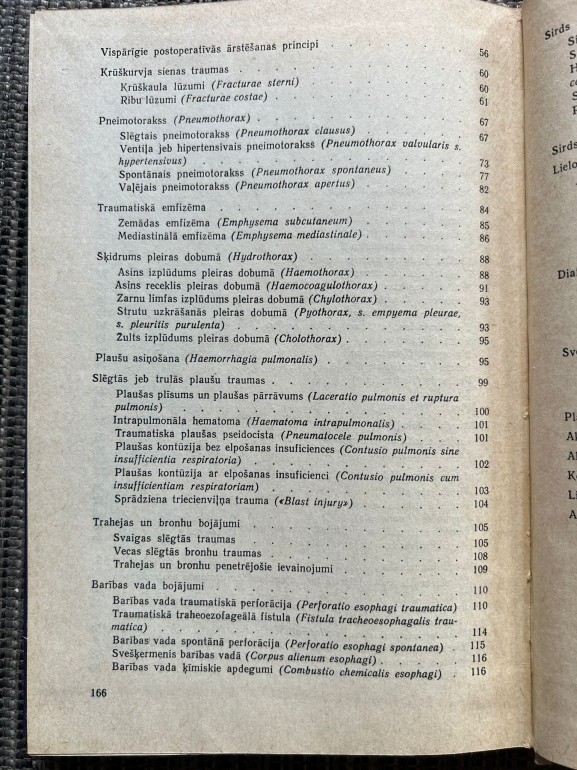 Vispārīgie postoperatīvās ārstēšanas principi . . . . . . . 56
Krūškurvja sienas traumas . . . . . . . . . . . 60
Krūškaula lūzumi (Fracturae sterni) . . . . . . . . 60
Ribu lūzumi (Fracturae costae) . . . . . . . . . 61
Pneimotorakss (Pneumothorax) . . . . . . . . . . 67
Slēgtais pneimotorakss (Pneumothorax clausus) . . . . . 67
Ventiļa jeb hipertensīvais pneimotorakss (Pneumothorax valvularis s.
hypertensivus) . . . . . . . . . . . . 73
Spontānais pneimotorakss (Pneumothorax spontaneus) . . . . 77
Vaļējais pneimotorakss (Pneumothorax apertus) . . . . . 82
Traumatiskā emfizēma . . . . . . . . . . . . 84
Zemādas emfizēma (Emphysema subcutaneum) . . . . . 85
Mediastinālā emfizēma (Emphysema mediastinale) . . . . . 86
Šķidrums pleiras dobumā (Hydrothorax) . . . . . . . 88
Asins izplūdums pleiras dobumā (Haemothorax) . . . . . 88
Asins receklis pleiras dobumā (Haemocoagulothorax) . . . . 91
Zarnu limfas izplūdums pleiras dobumā (Chylothorax) . . . . 93
Strutu uzkrāšanās pleiras dobumā (Pyothorax, s. empyema pleurae,
s. pleuritis purulenta) . . . . . . . . . . . 93
Žults izplūdums pleiras dobumā (Cholothorax) . . . . . . 95
Plaušu asiņošana (Haemorrhagia pulmonalis) . . . . . . 95
Slēgtās jeb trulās plaušu traumas . . . . . . . . . 99
Plaušas plīsums un plaušas pārrāvums (Laceratio pulmonis et ruptura
pulmonis) . . . . . . . . . . . . . 100
Intrapulmonāla hematoma (Haematoma intrapulmonalis) . . . . 101
Traumatiska plaušas pseidocista (Pneumatocele pulmonis) . . . 101
Plaušas kontūzija bez elpošanas insuficiences (Contusio pulmonis sine
insufficientia respiratoria) . . . . . . . . . . 102
Plaušas kontūzija ar elpošanas insuficienci (Contusio pulmonis cum
insufficientiam respiratoriam) . . . . . . . . . 103
Sprādziena triecienviļņa trauma («Blast injury») . . . . . 104
Trahejas un bronhu bojājumi . . . . . . . . . . 105
Svaigas slēgtās traumas . . . . . . . . . . . 105
Vecas slēgtās bronhu traumas . . . . . . . . . 108
Trahejas un bronhu penetrējošie ievainojumi . . . . . . 109
Barības vada bojājumi . . . . . . . . . . . . 110
Barības vada traumatiskā perforācija (Perforatio esophagi traumatica) 110
Traumatiskā traheoezofageālā fistula (Fistula tracheoesophagalis trau-
matica) . . . . . . . . . . . . . . 114
Barības vada spontānā perforācija (Perforatio esophagi spontanea) . 115
Svešķermenis barības vadā (Corpus alienum esophagi) . . . . 116
Barības vada ķīmiskie apdegumi (Combustio chemicalis esophagi) . 116
166
Sirds